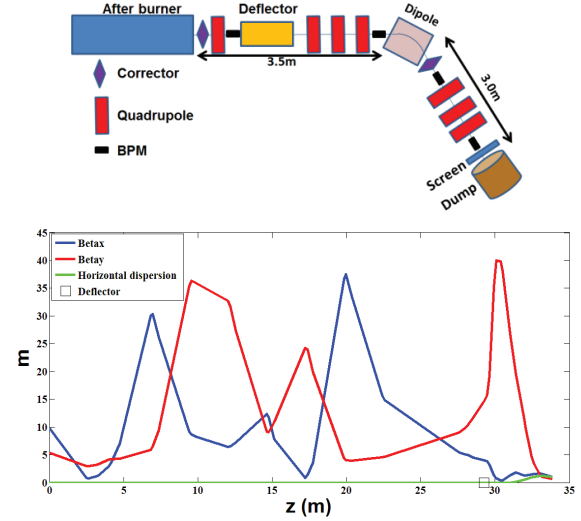 After burner
Deflector
Dipole
Corrector
3.5m
3.0m
Quadrupole
BPM
Screen
Dump
45
40
35
30
25
20
15
10
5
0
m
Betax
Betay
Horizontal dispersion
Deflector
0 5 10 15 20 25 30 35
z (m)